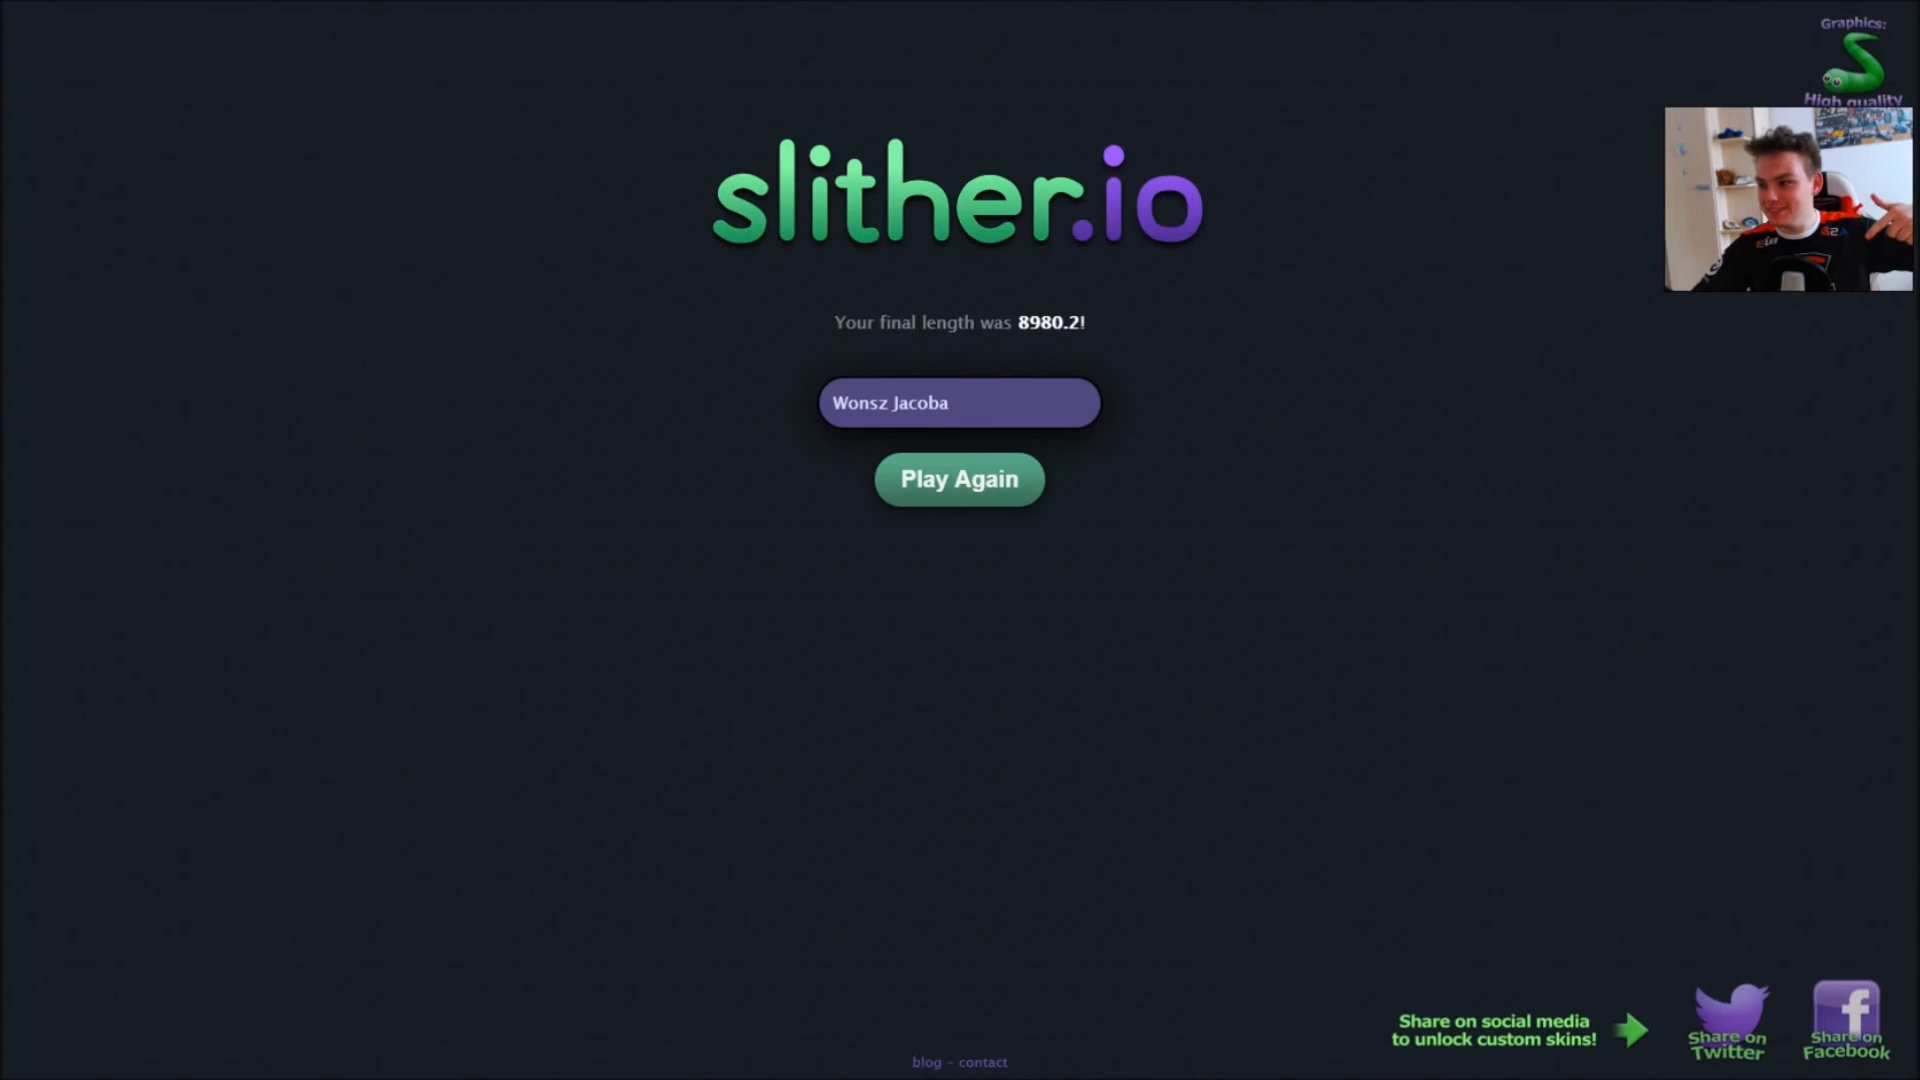 Graphics:
High quality
slither.io
Your final length was 8980.2!
Wonsz Jacoba
Play Again
Share on social media
to unlock custom skins!
Share on
Twitter
Share on
Facebook
blog - contact